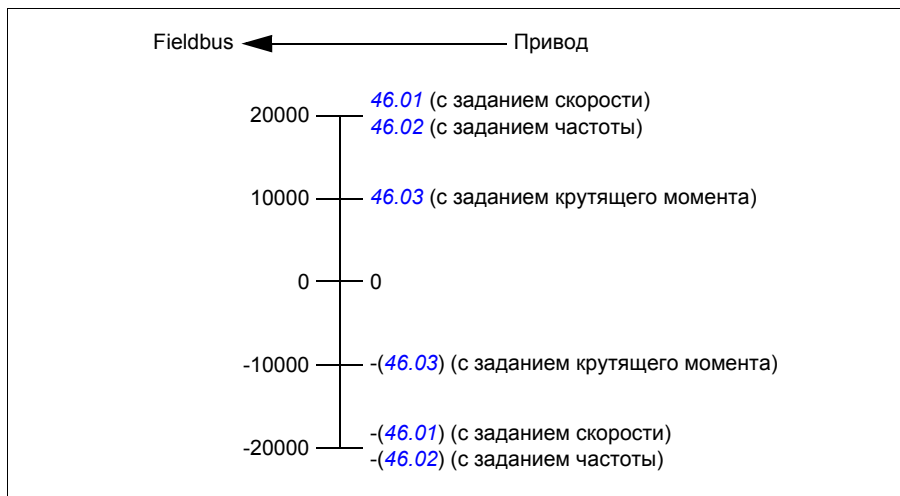 Fieldbus Привод
46.01 (с заданием скорости)
20000
46.02 (с заданием частоты)
10000 46.03 (с заданием крутящего момента)
0 0
-10000 -(46.03) (с заданием крутящего момента)
-(46.01) (с заданием скорости)
-20000
-(46.02) (с заданием частоты)